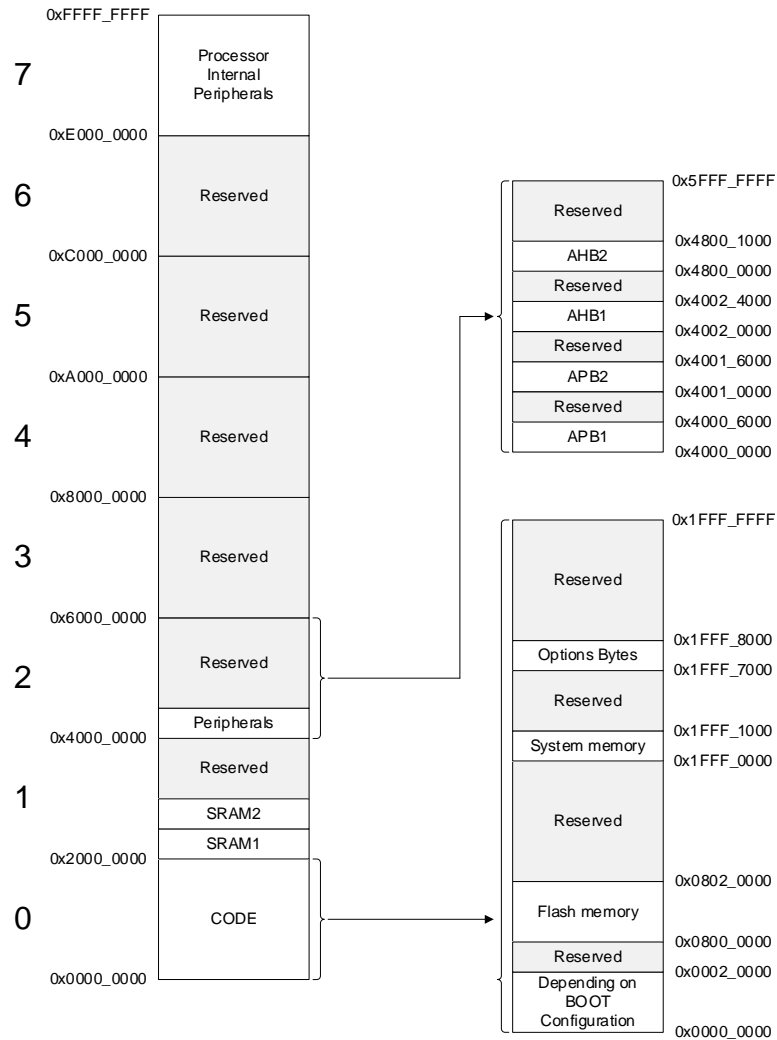 0xFFFF_FFFF
7
Processor
Internal
Peripherals
0xE000_0000
6
Reserved
0xC000_0000
5
Reserved
0xA000_0000
4
Reserved
0x8000_0000
3
Reserved
0x6000_0000
2
Reserved
Peripherals
0x4000_0000
Reserved
1
SRAM2
SRAM1
0x2000_0000
0
CODE
0x0000_0000
0x5FFF_FFFF
Reserved
0x4800_1000
AHB2
0x4800_0000
Reserved
0x4002_4000
AHB1
0x4002_0000
Reserved
0x4001_6000
APB2
0x4001_0000
Reserved
0x4000_6000
APB1
0x4000_0000
0x1FFF_FFFF
Reserved
0x1FFF_8000
Options Bytes
0x1FFF_7000
Reserved
0x1FFF_1000
System memory
0x1FFF_0000
Reserved
0x0802_0000
Flash memory
0x0800_0000
Reserved
0x0002_0000
Depending on
BOOT
Configuration
0x0000_0000